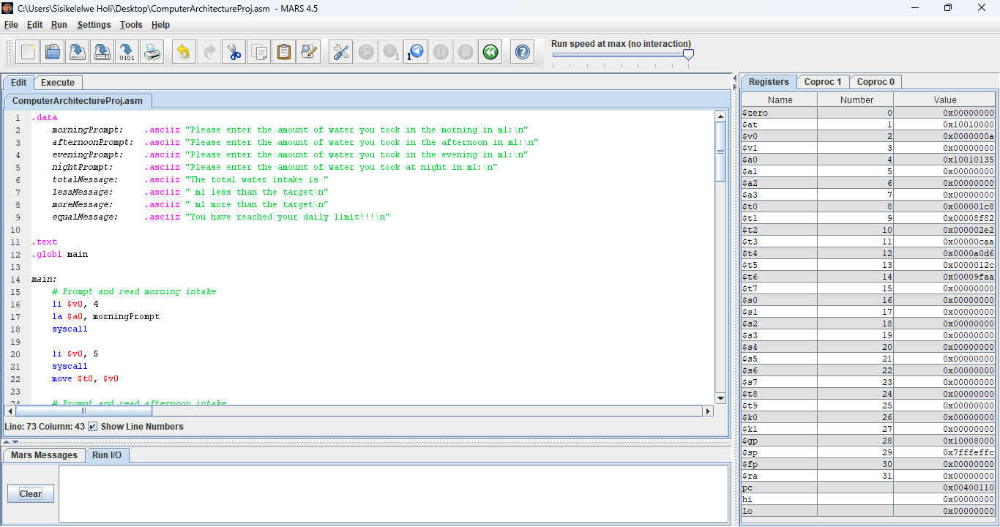 C:\Users\Sisikelelwe Holi\Desktop\ComputerArchitectureProj.asm - MARS 4.5
File Edit Run Settings Tools Help
Run speed at max (no interaction)
Edit Execute
ComputerArchitectureProj.asm
1 .data
2 morningPrompt: .asciiz "Please enter the amount of water you took in the morning in ml:\n"
3 afternoonPrompt: .asciiz "Please enter the amount of water you took in the afternoon in ml:\n"
4 eveningPrompt: .asciiz "Please enter the amount of water you took in the evening in ml:\n"
5 nightPrompt: .asciiz "Please enter the amount of water you took at night in ml:\n"
6 totalMessage: .asciiz "The total water intake is "
7 lessMessage: .asciiz " ml less than the target\n"
8 moreMessage: .asciiz " ml more than the target\n"
9 equalMessage: .asciiz "You have reached your daily limit!!!\n"
10
11 .text
12 .globl main
13
14 main:
15 # Prompt and read morning intake
16 li $v0, 4
17 la $a0, morningPrompt
18 syscall
19
20 li $v0, 5
21 syscall
22 move $t0, $v0
23
24 # Prompt and read afternoon intake
Line: 73 Column: 43 Show Line Numbers
Mars Messages Run I/O
Clear
Registers Coproc 1 Coproc 0
Name Number Value
$zero 0 0x00000000
$at 1 0x10010000
$v0 2 0x0000000a
$v1 3 0x00000000
$a0 4 0x10010135
$a1 5 0x00000000
$a2 6 0x00000000
$a3 7 0x00000000
$t0 8 0x000001c8
$t1 9 0x00008f82
$t2 10 0x000002e2
$t3 11 0x00000caa
$t4 12 0x0000a0d6
$t5 13 0x0000012c
$t6 14 0x00009faa
$t7 15 0x00000000
$s0 16 0x00000000
$s1 17 0x00000000
$s2 18 0x00000000
$s3 19 0x00000000
$s4 20 0x00000000
$s5 21 0x00000000
$s6 22 0x00000000
$s7 23 0x00000000
$t8 24 0x00000000
$t9 25 0x00000000
$k0 26 0x00000000
$k1 27 0x00000000
$gp 28 0x10008000
$sp 29 0x7fffeffc
$fp 30 0x00000000
$ra 31 0x00000000
pc 0x00400110
hi 0x00000000
lo 0x00000000